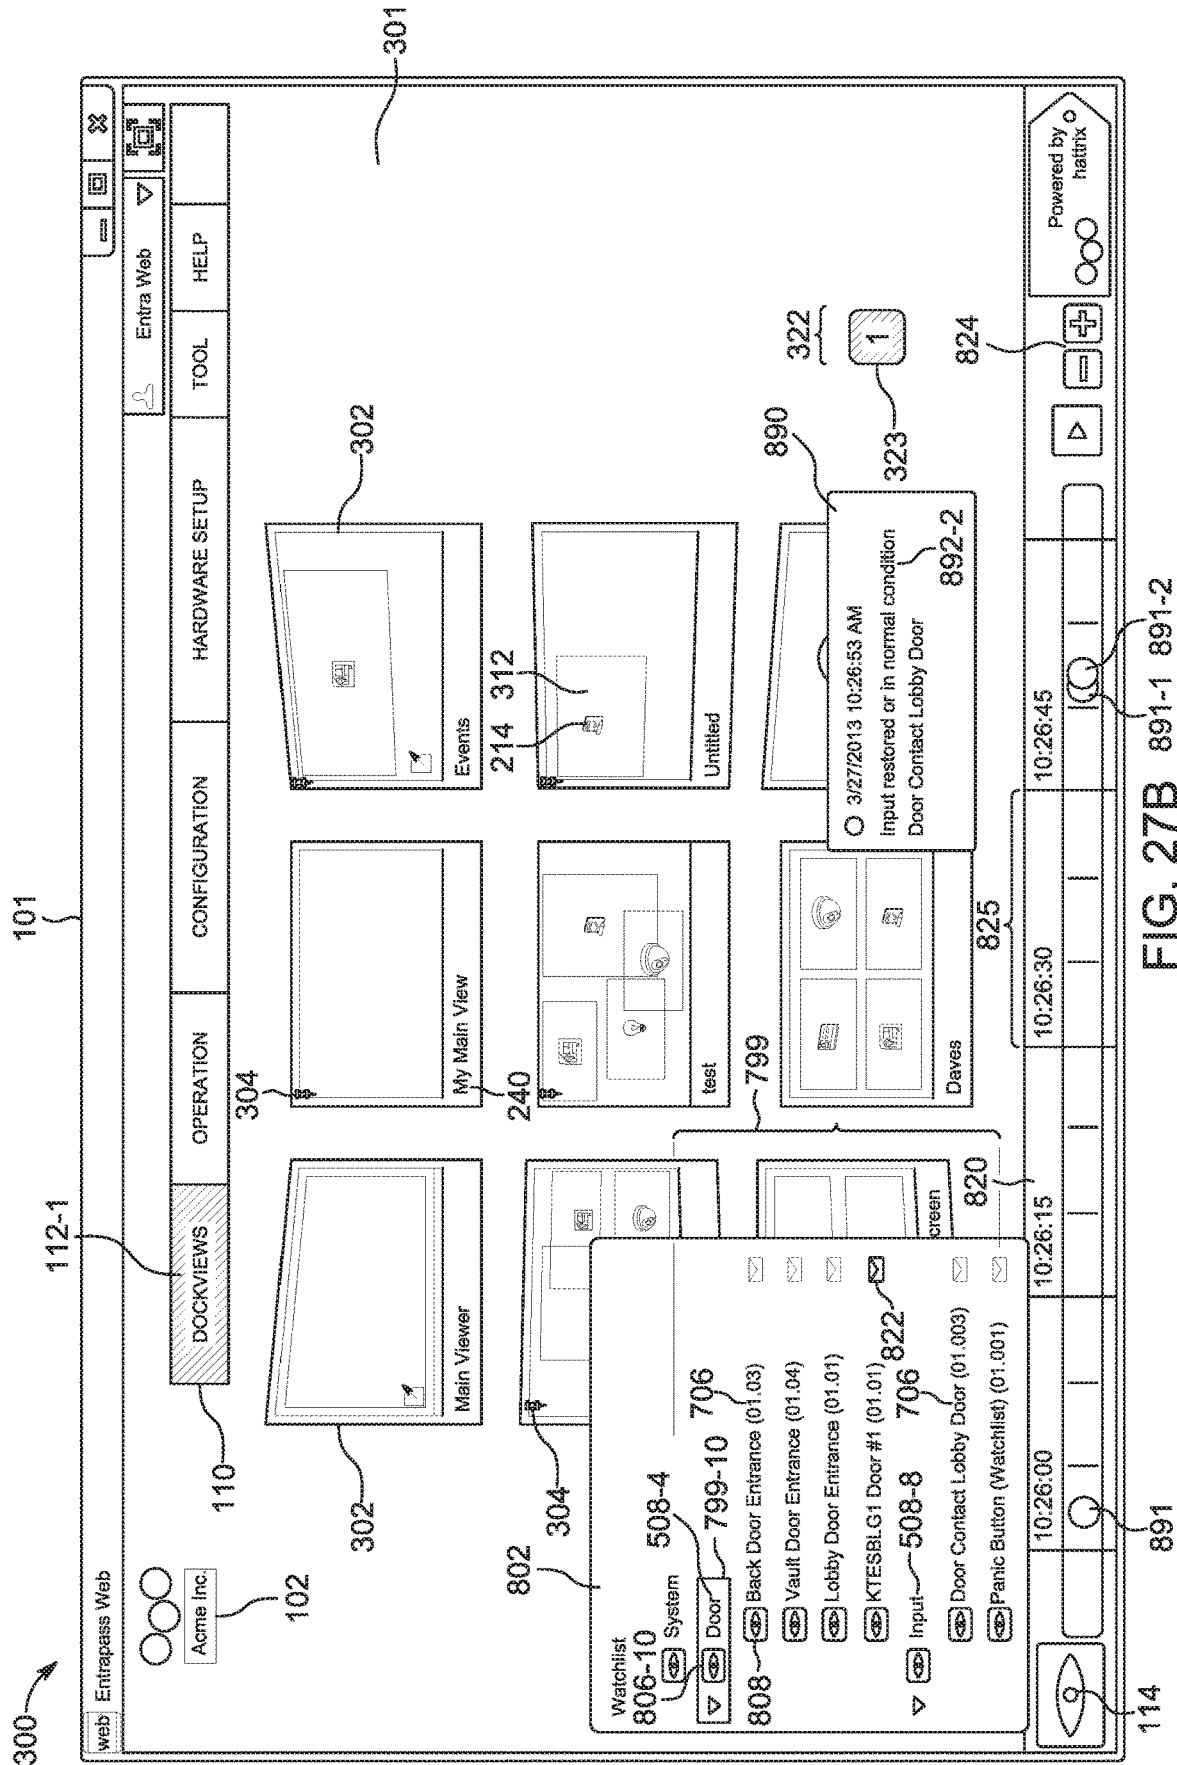 300
101
web Entrapass Web
Entra Web
Acme Inc.
102
110
112-1
DOCKVIEWS
OPERATION
CONFIGURATION
HARDWARE SETUP
TOOL
HELP
301
302
Main Viewer
304
My Main View
240
302
Events
304
test
214
312
Untitled
creen
Daves
799
802
Watchlist
806-10
System
508-4
Door
799-10
808
Back Door Entrance (01.03)
706
Vault Door Entrance (01.04)
Lobby Door Entrance (01.01)
KTESBLG1 Door #1 (01.01)
822
Input
508-8
706
Door Contact Lobby Door (01.003)
Panic Button (Watchlist) (01.001)
890
3/27/2013 10:26:53 AM
Input restored or in normal condition
Door Contact Lobby Door
892-2
322
1
323
824
820
825
10:26:00
10:26:15
10:26:30
10:26:45
Powered by
hattrix
114
891
891-1
891-2
FIG. 27B